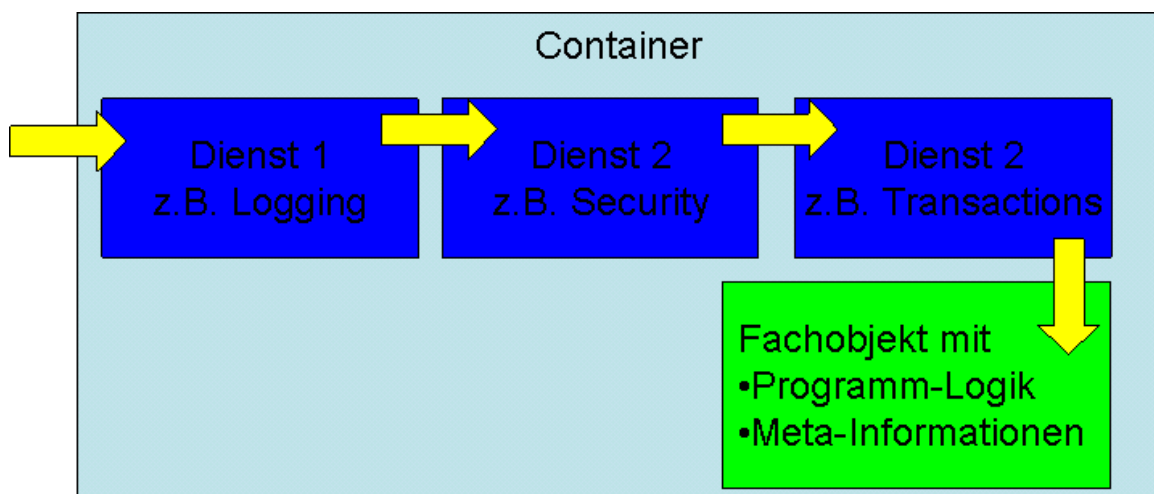 Container
Dienst 1
z.B. Logging
Dienst 2
z.B. Security
Dienst 2
z.B. Transactions
Fachobjekt mit
•Programm-Logik
•Meta-Informationen